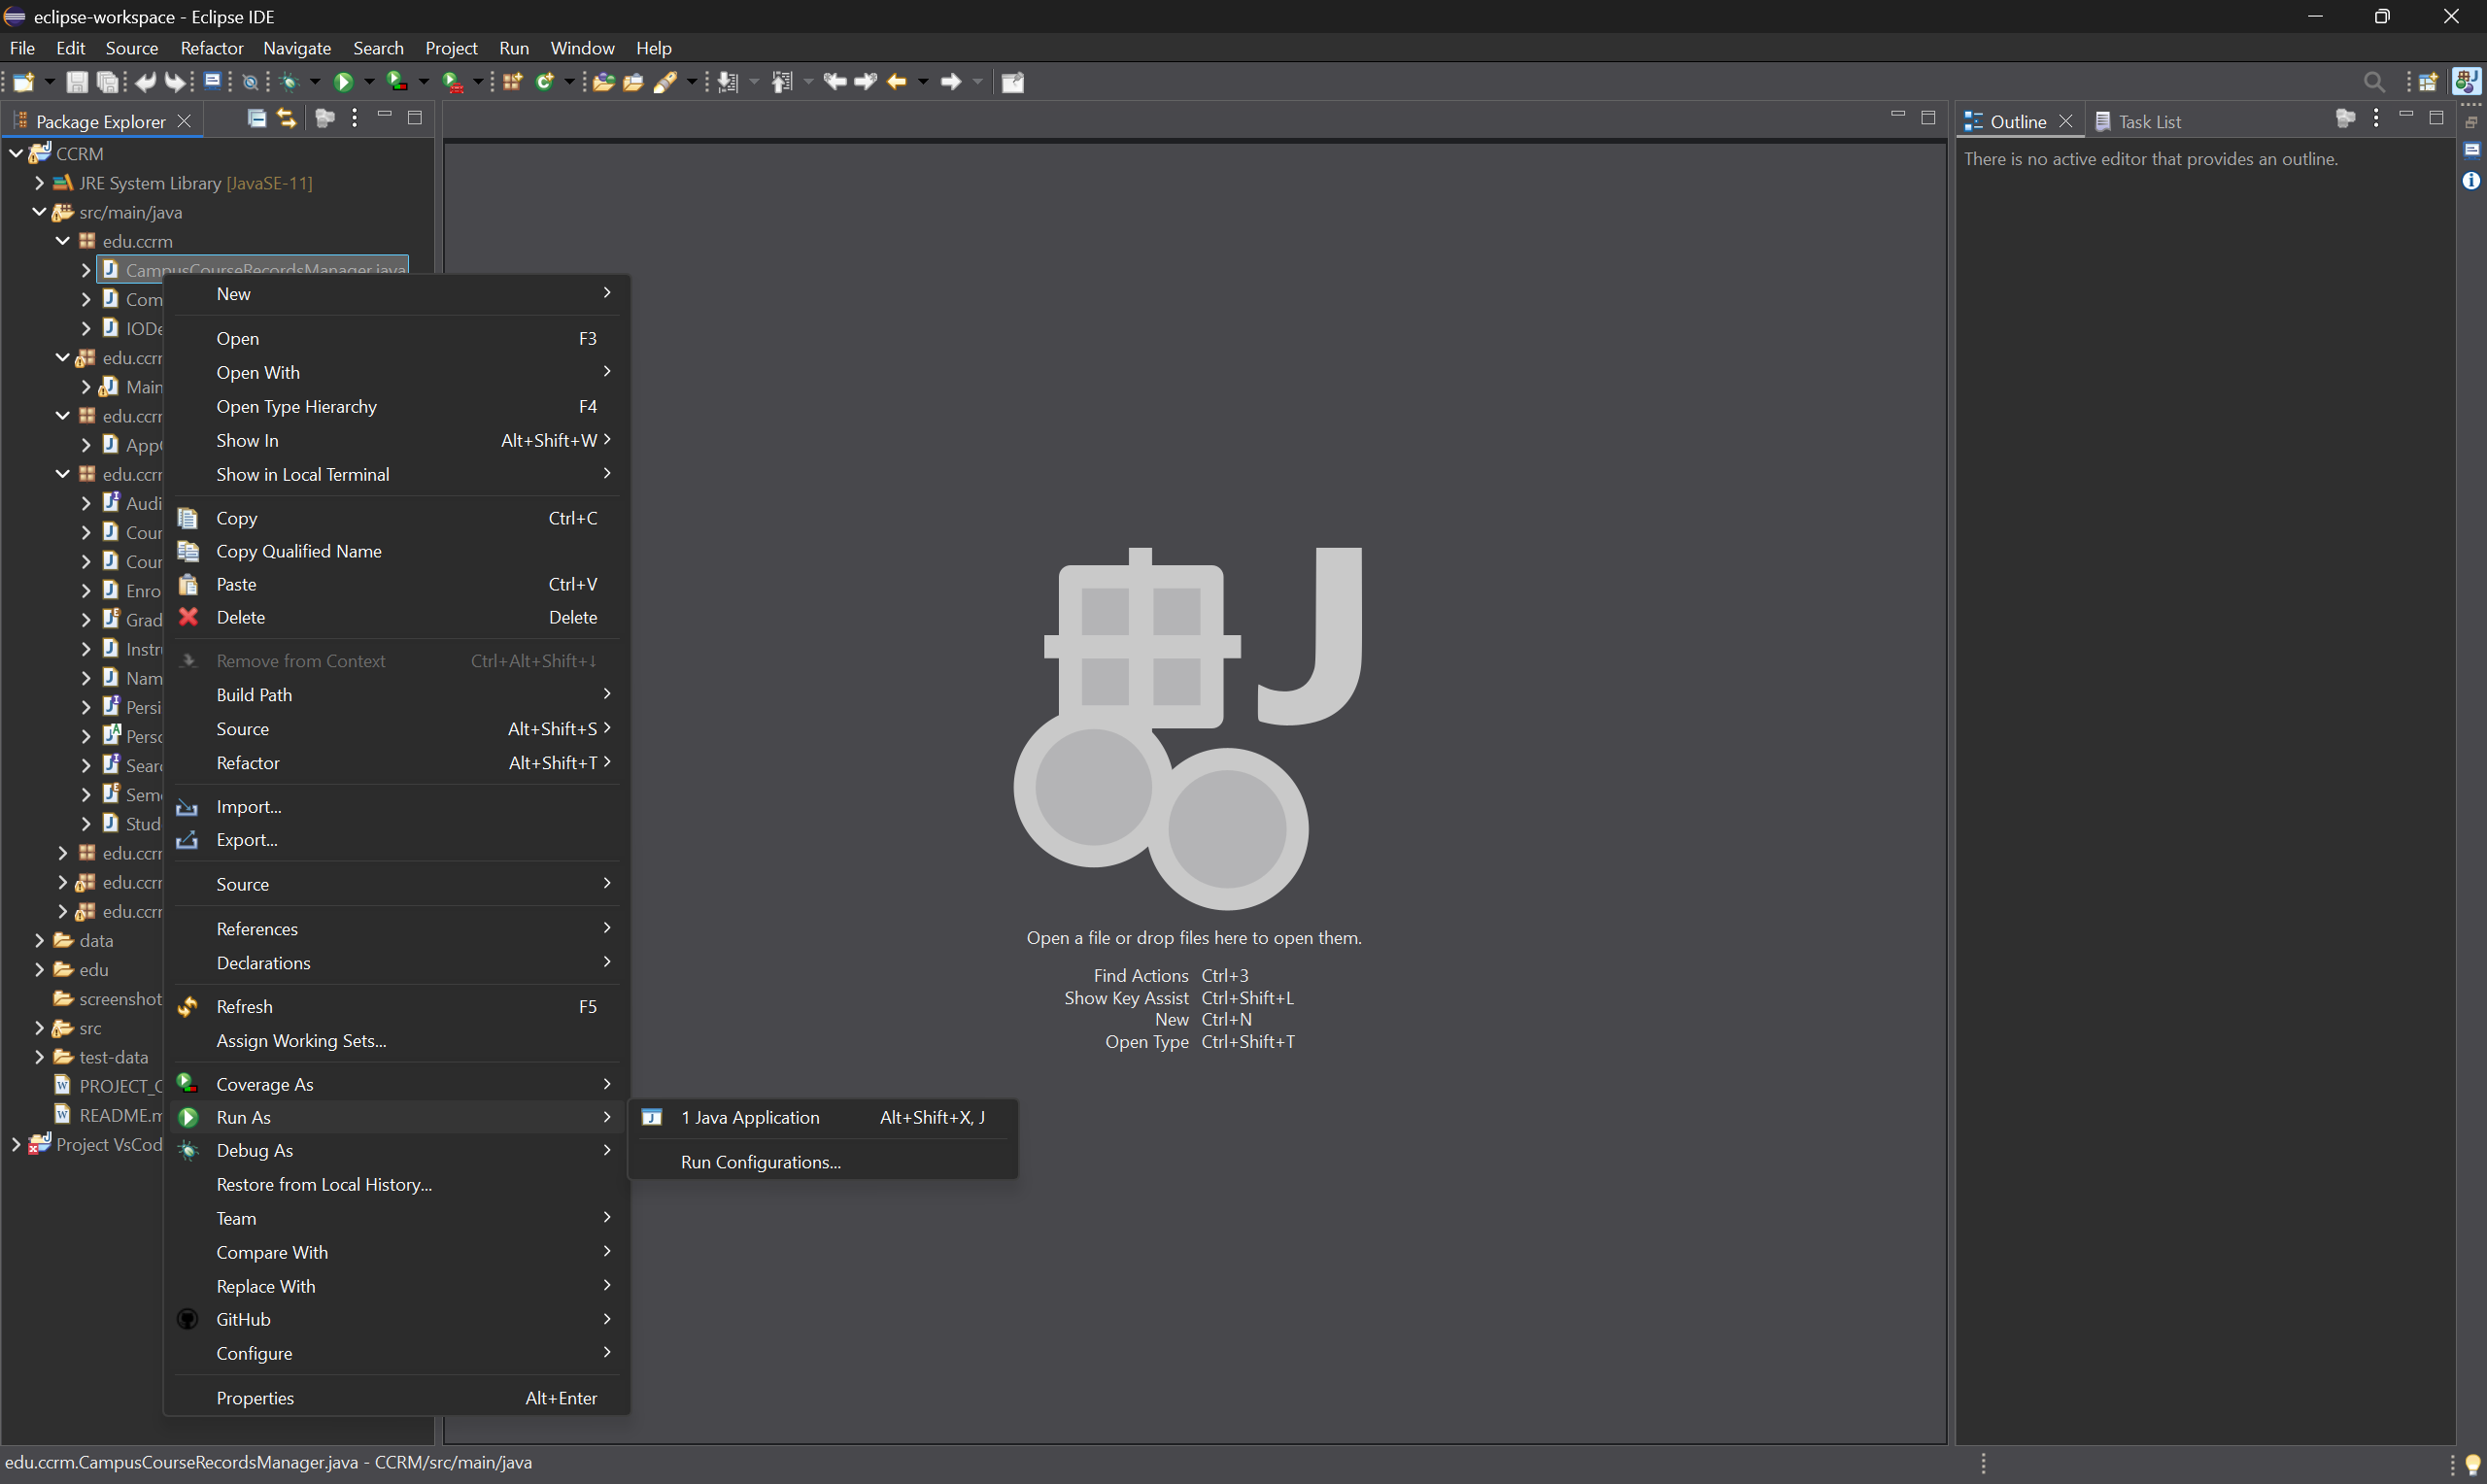 eclipse-workspace - Eclipse IDE
File Edit Source Refactor Navigate Search Project Run Window Help
Package Explorer
CCRM
JRE System Library [JavaSE-11]
src/main/java
edu.ccrm
CampusCourseRecordsManager.java
Com
IODe
edu.ccrr
Main
edu.ccrr
App
edu.ccrr
Audi
Cour
Cour
Enro
Grad
Instr
Nam
Persi
Perso
Sear
Seme
Stud
edu.ccrr
edu.ccrr
edu.ccrr
data
edu
screenshot
src
test-data
PROJECT_C
README.m
Project VsCod
New
Open F3
Open With
Open Type Hierarchy F4
Show In Alt+Shift+W
Show in Local Terminal
Copy Ctrl+C
Copy Qualified Name
Paste Ctrl+V
Delete Delete
Remove from Context Ctrl+Alt+Shift+↓
Build Path
Source Alt+Shift+S
Refactor Alt+Shift+T
Import...
Export...
Source
References
Declarations
Refresh F5
Assign Working Sets...
Coverage As
Run As
Debug As
Restore from Local History...
Team
Compare With
Replace With
GitHub
Configure
Properties Alt+Enter
1 Java Application Alt+Shift+X, J
Run Configurations...
J
Open a file or drop files here to open them.
Find Actions Ctrl+3
Show Key Assist Ctrl+Shift+L
New Ctrl+N
Open Type Ctrl+Shift+T
Outline
Task List
There is no active editor that provides an outline.
edu.ccrm.CampusCourseRecordsManager.java - CCRM/src/main/java